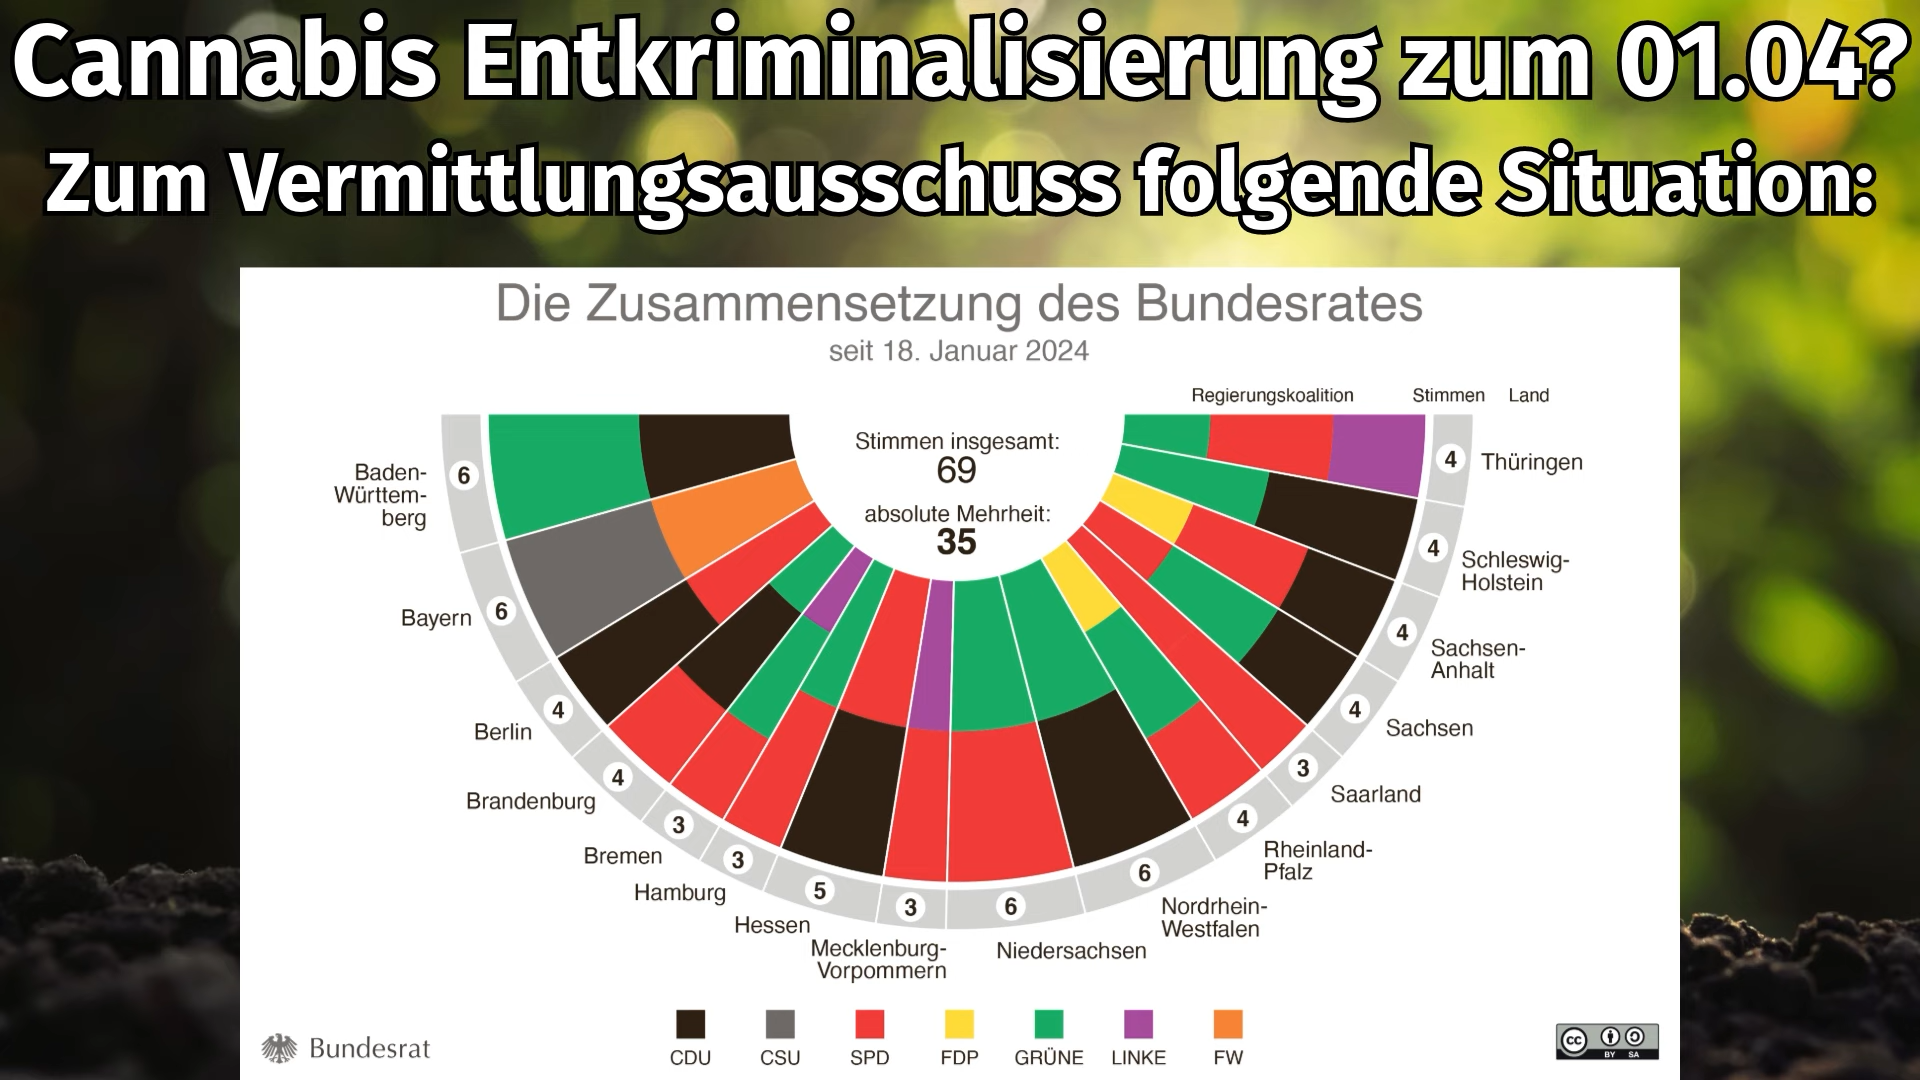 Cannabis Entkriminalisierung zum 01.04?
Zum Vermittlungsausschuss folgende Situation:
Die Zusammensetzung des Bundesrates
seit 18. Januar 2024
Regierungskoalition Stimmen Land
Stimmen insgesamt:
69
absolute Mehrheit:
35
6
Baden-
Württem-
berg
6
Bayern
4
Berlin
4
Brandenburg
3
Bremen
3
Hamburg
5
Hessen
3
Mecklenburg-
Vorpommern
6
Niedersachsen
6
Nordrhein-
Westfalen
4
Rheinland-
Pfalz
3
Saarland
4
Sachsen
4
Sachsen-
Anhalt
4
Schleswig-
Holstein
4
Thüringen
CDU CSU SPD FDP GRÜNE LINKE FW
Bundesrat
cc BY SA